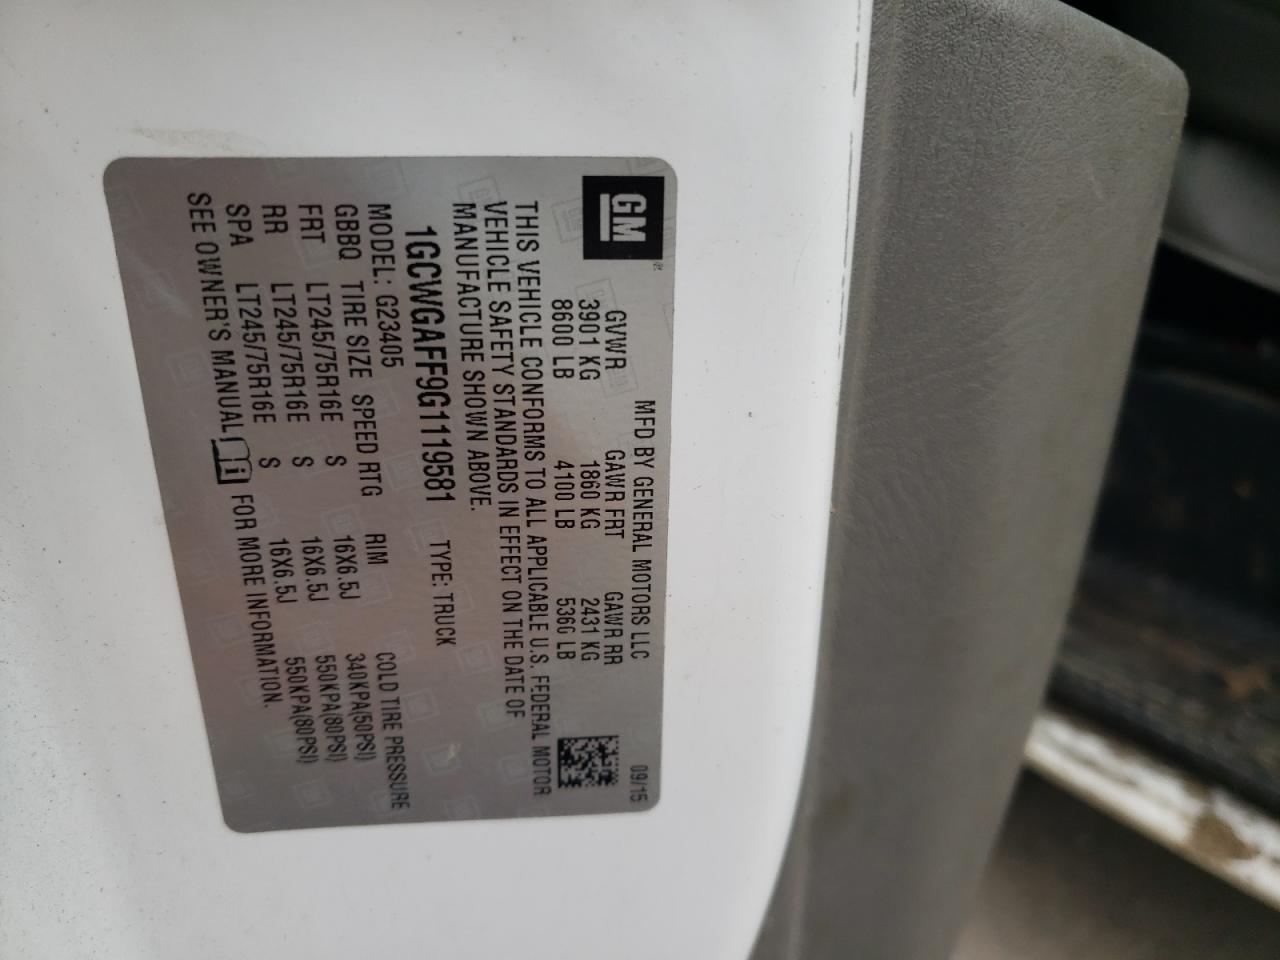 GM
MFD BY GENERAL MOTORS LLC 09/15
GVWR GAWR FRT GAWR RR
3901 KG 1860 KG 2431 KG
8600 LB 4100 LB 5360 LB
THIS VEHICLE CONFORMS TO ALL APPLICABLE U.S. FEDERAL MOTOR
VEHICLE SAFETY STANDARDS IN EFFECT ON THE DATE OF
MANUFACTURE SHOWN ABOVE.
1GCWGAFF9G1119581 TYPE: TRUCK
MODEL: G23405
GBBQ TIRE SIZE SPEED RTG RIM COLD TIRE PRESSURE
FRT LT245/75R16E S 16X6.5J 340KPA(50PSI)
RR LT245/75R16E S 16X6.5J 550KPA(80PSI)
SPA LT245/75R16E S 16X6.5J 550KPA(80PSI)
SEE OWNER'S MANUAL FOR MORE INFORMATION.